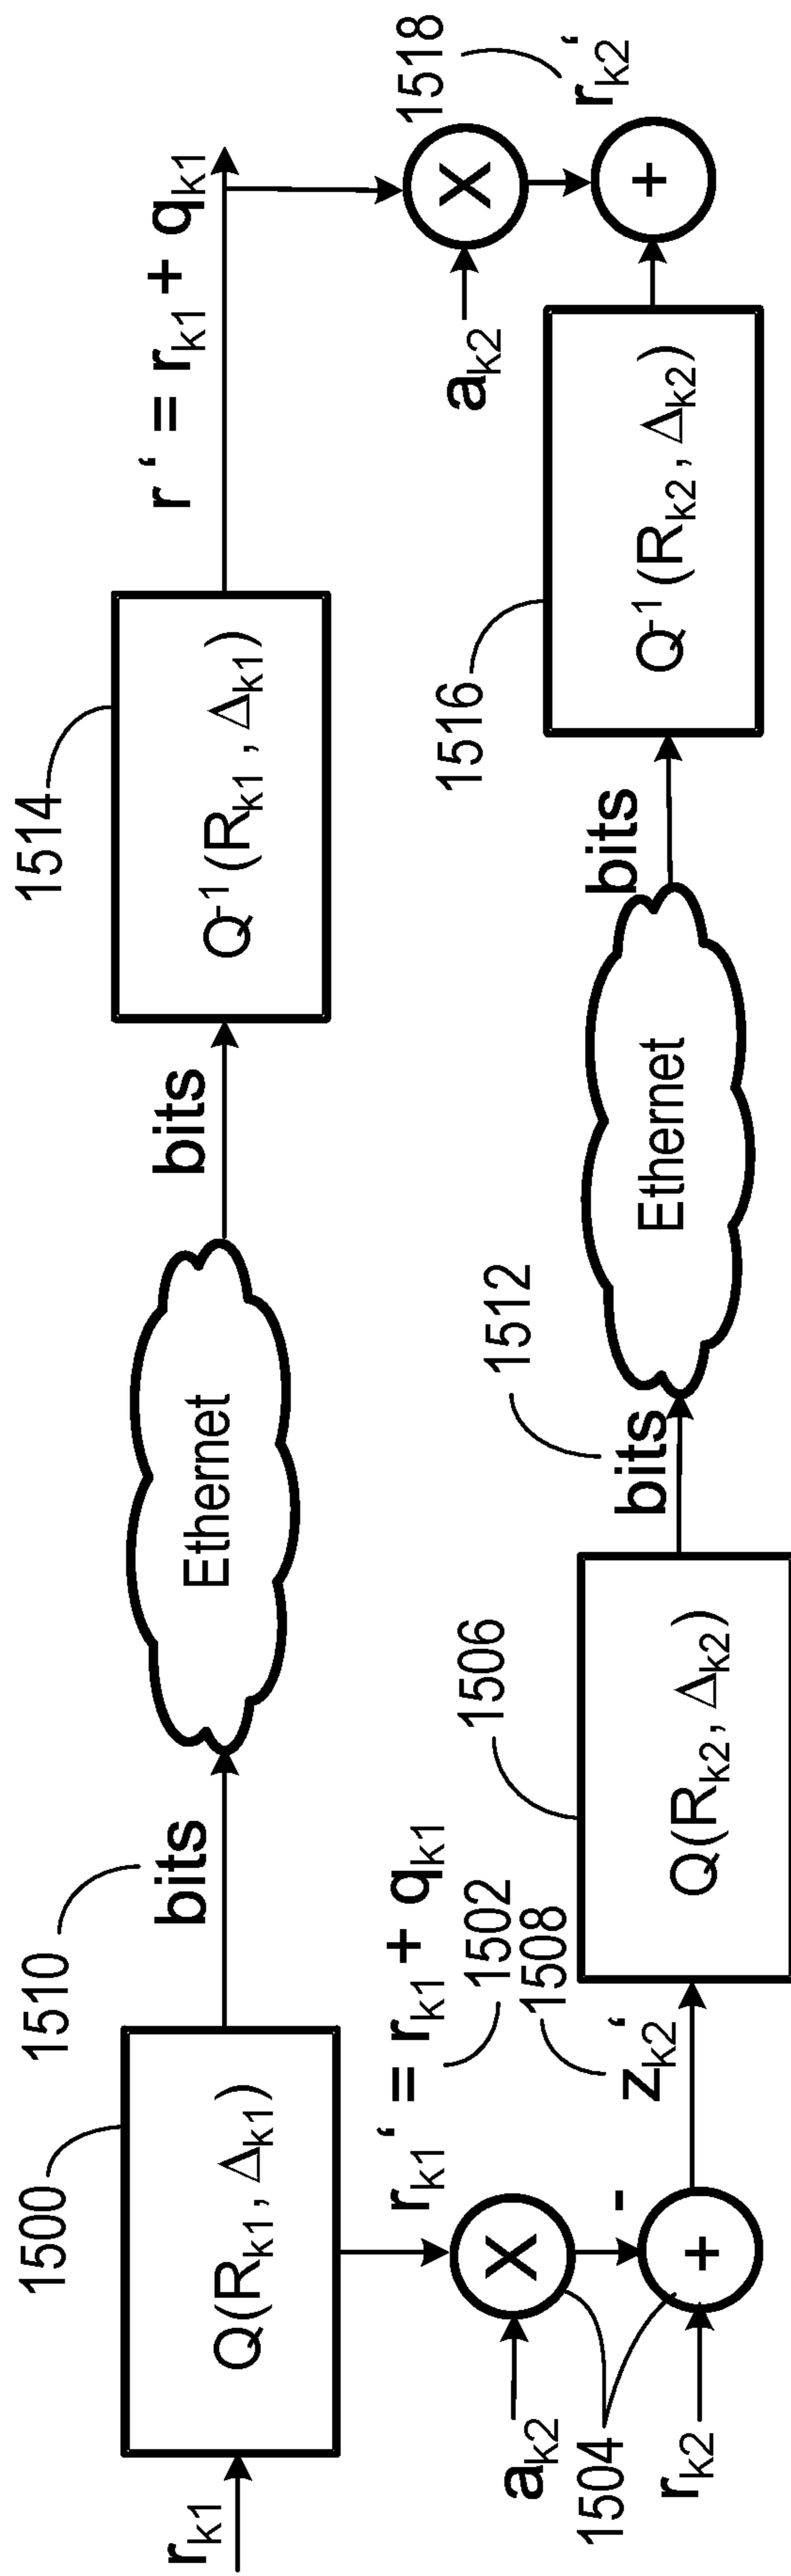 r_k1
1500
Q(R_k1, Δ_k1)
1510
bits
Ethernet
bits
1514
Q⁻¹(R_k1, Δ_k1)
r‘ = r_k1 + q_k1
r_k1‘ = r_k1 + q_k1
1502
a_k2
X
1504
r_k2
+
-
z_k2‘
1508
1506
Q(R_k2, Δ_k2)
1512
bits
Ethernet
bits
1516
Q⁻¹(R_k2, Δ_k2)
a_k2
X
+
1518
r_k2‘